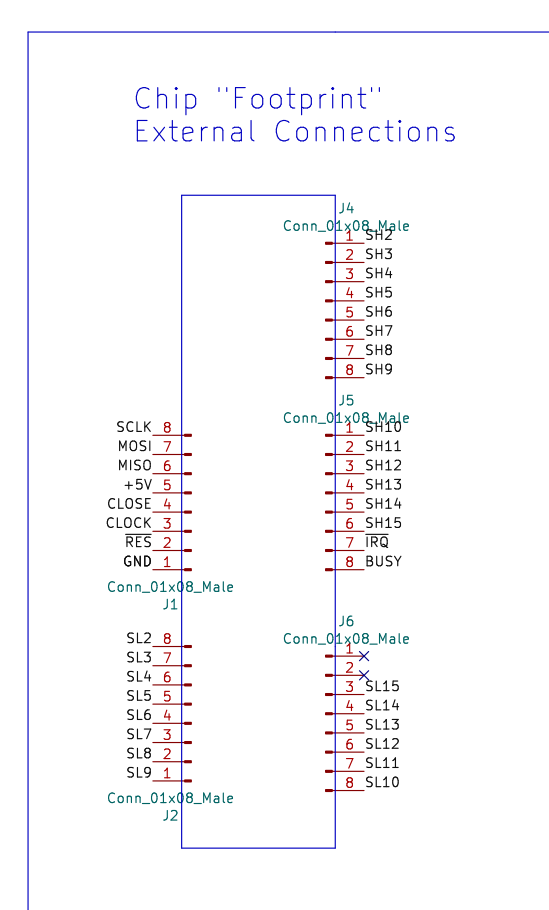 Chip "Footprint"
External Connections
J4
Conn_01x08_Male
1 SH2
2 SH3
3 SH4
4 SH5
5 SH6
6 SH7
7 SH8
8 SH9
J5
Conn_01x08_Male
1 SH10
2 SH11
3 SH12
4 SH13
5 SH14
6 SH15
7 IRQ
8 BUSY
SCLK 8
MOSI 7
MISO 6
+5V 5
CLOSE 4
CLOCK 3
RES 2
GND 1
Conn_01x08_Male
J1
J6
Conn_01x08_Male
1
2
3 SL15
4 SL14
5 SL13
6 SL12
7 SL11
8 SL10
SL2 8
SL3 7
SL4 6
SL5 5
SL6 4
SL7 3
SL8 2
SL9 1
Conn_01x08_Male
J2